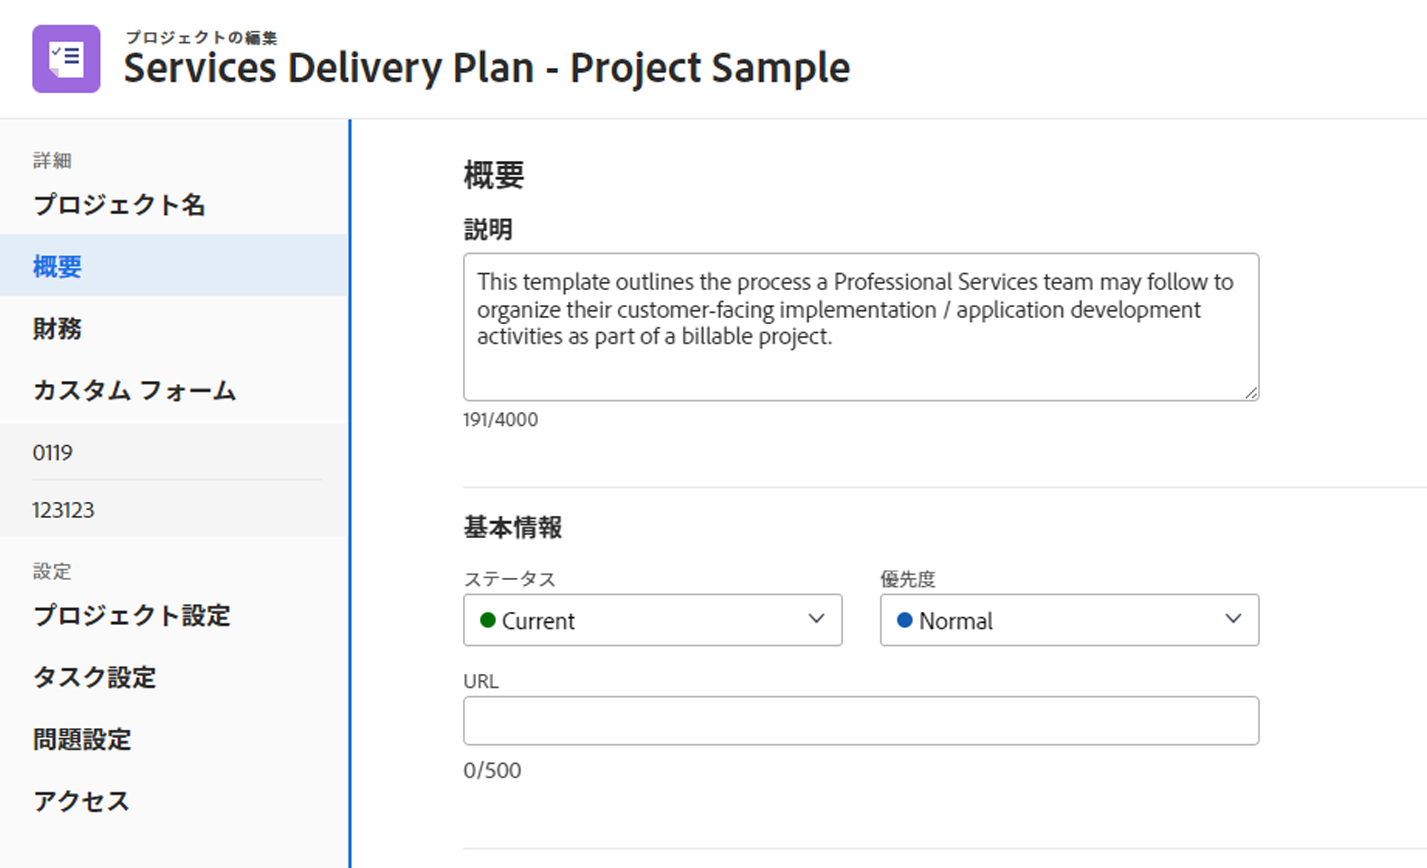 プロジェクトの編集
Services Delivery Plan - Project Sample
詳細
プロジェクト名
概要
財務
カスタム フォーム
0119
123123
設定
プロジェクト設定
タスク設定
問題設定
アクセス
概要
説明
This template outlines the process a Professional Services team may follow to
organize their customer-facing implementation / application development
activities as part of a billable project.
191/4000
基本情報
ステータス
Current
優先度
Normal
URL
0/500